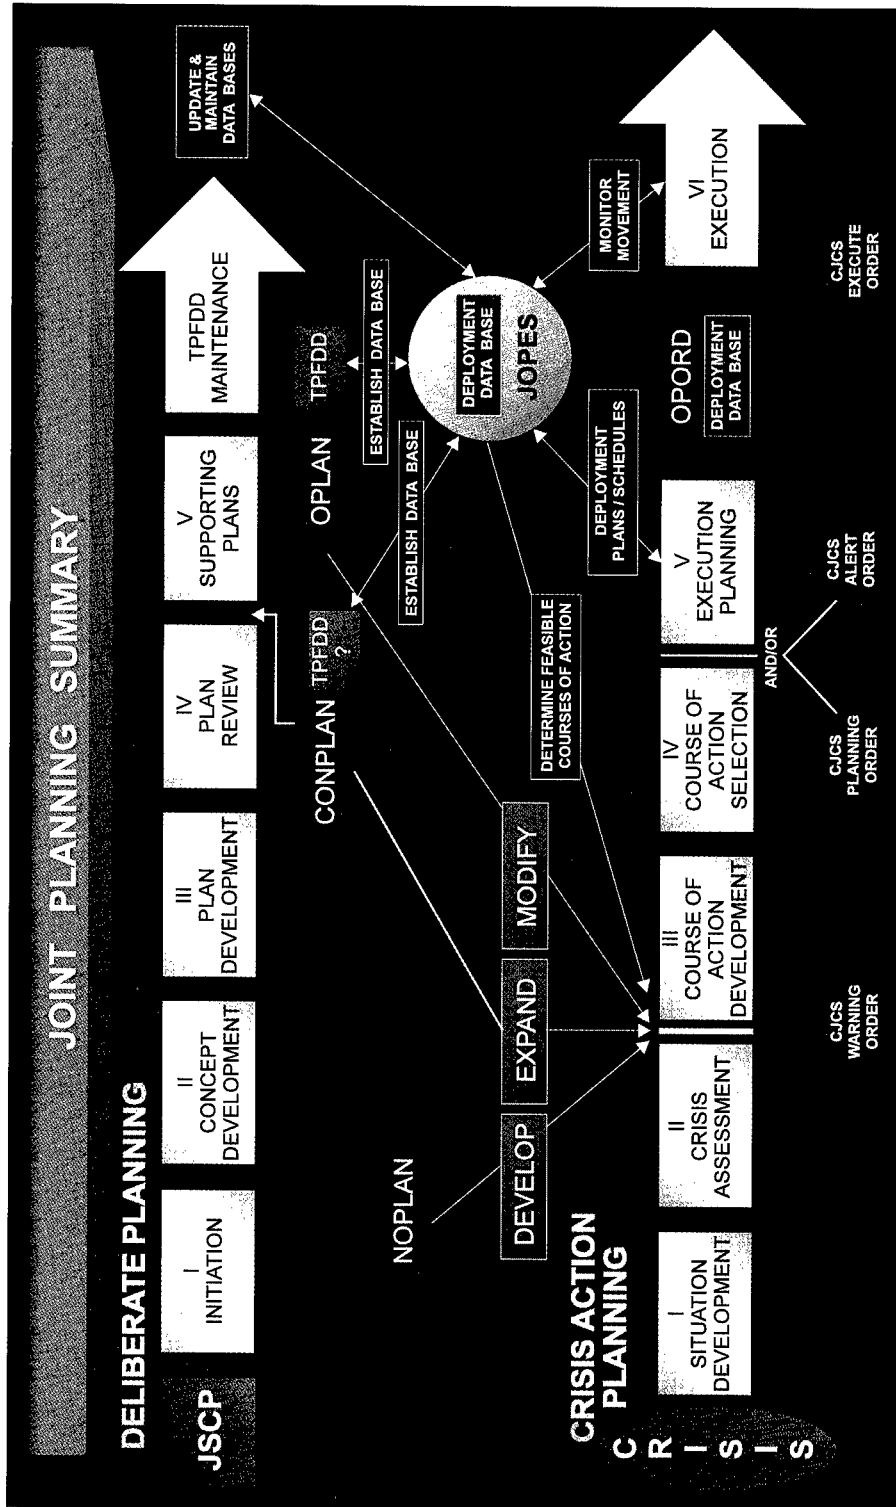 JOINT PLANNING SUMMARY
DELIBERATE PLANNING
JSCP
I
INITIATION
II
CONCEPT
DEVELOPMENT
III
PLAN
DEVELOPMENT
IV
PLAN
REVIEW
V
SUPPORTING
PLANS
TPFDD
MAINTENANCE
UPDATE &
MAINTAIN
DATA BASES
NOPLAN
CONPLAN
TPFDD
?
OPLAN
TPFDD
ESTABLISH DATA BASE
ESTABLISH DATA BASE
DEPLOYMENT
DATA BASE
JOPES
DEVELOP
EXPAND
MODIFY
DETERMINE FEASIBLE
COURSES OF ACTION
DEPLOYMENT
PLANS / SCHEDULES
MONITOR
MOVEMENT
CRISIS ACTION
PLANNING
C
R
I
S
I
S
I
SITUATION
DEVELOPMENT
II
CRISIS
ASSESSMENT
III
COURSE OF
ACTION
DEVELOPMENT
IV
COURSE OF
ACTION
SELECTION
V
EXECUTION
PLANNING
OPORD
DEPLOYMENT
DATA BASE
VI
EXECUTION
AND/OR
CJCS
WARNING
ORDER
CJCS
PLANNING
ORDER
CJCS
ALERT
ORDER
CJCS
EXECUTE
ORDER